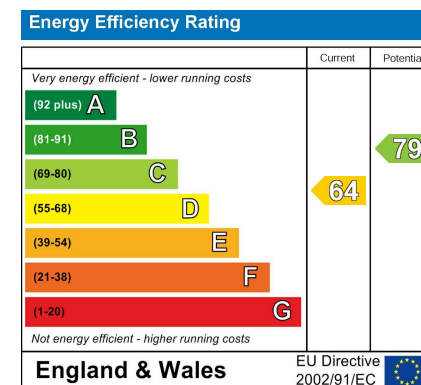 Energy Efficiency Rating
Current Potentia
Very energy efficient - lower running costs
(92 plus) A
(81-91) B
(69-80) C
(55-68) D
(39-54) E
(21-38) F
(1-20) G
79
64
Not energy efficient - higher running costs
England & Wales
EU Directive
2002/91/EC